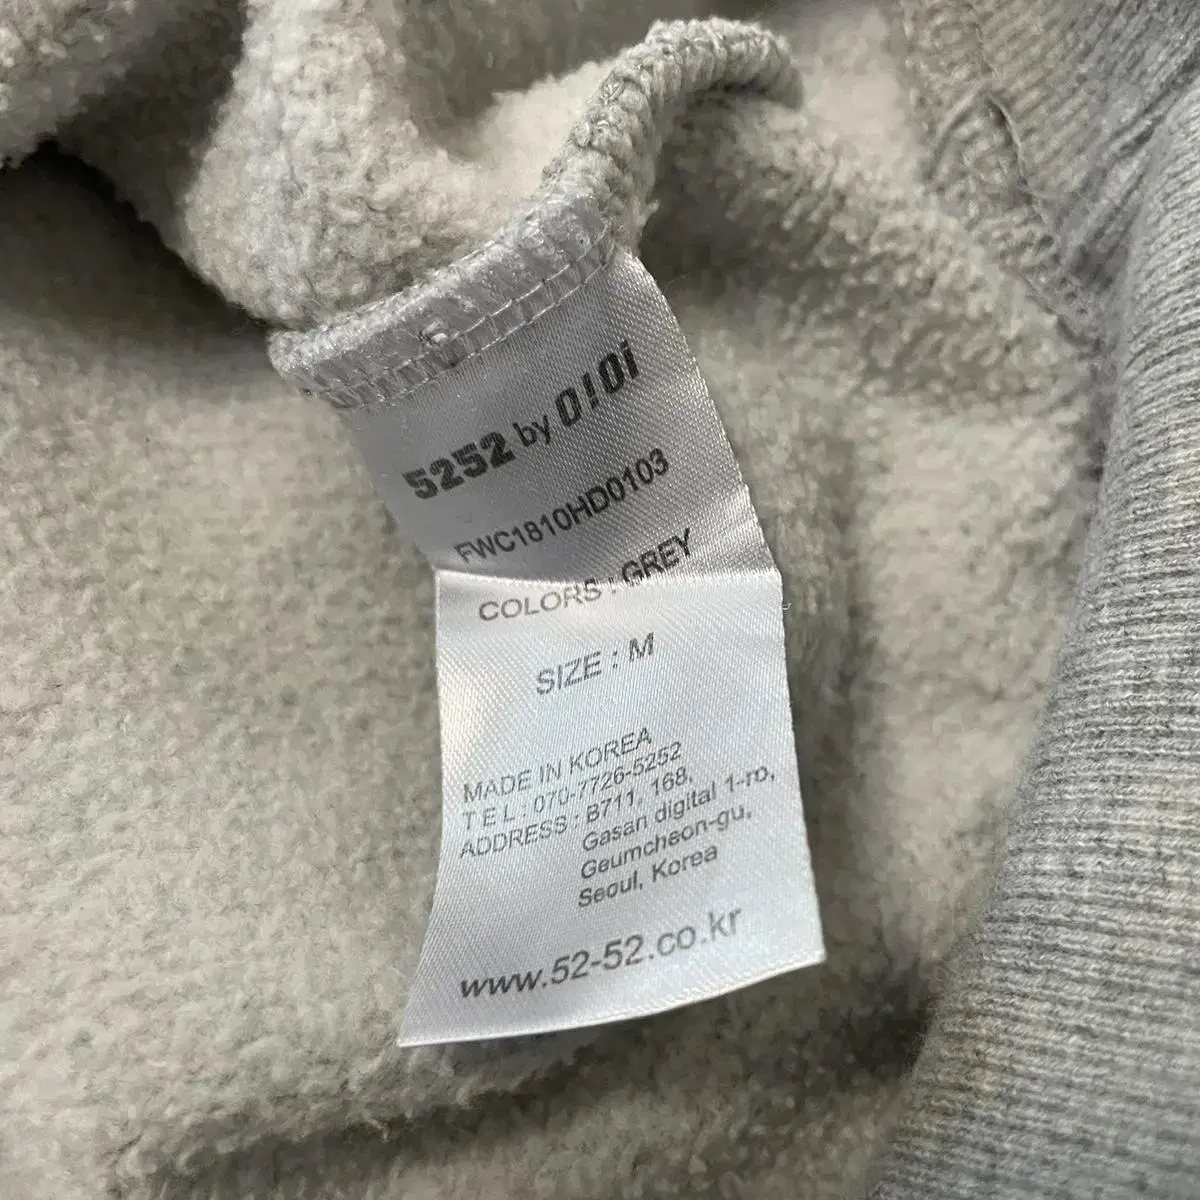 5252 by O!Oi
FWC1810HD0103
COLORS : GREY
SIZE : M
MADE IN KOREA
TEL : 070-7726-5252
ADDRESS : B711, 168,
Gasan digital 1-ro,
Geumcheon-gu,
Seoul, Korea
www.52-52.co.kr